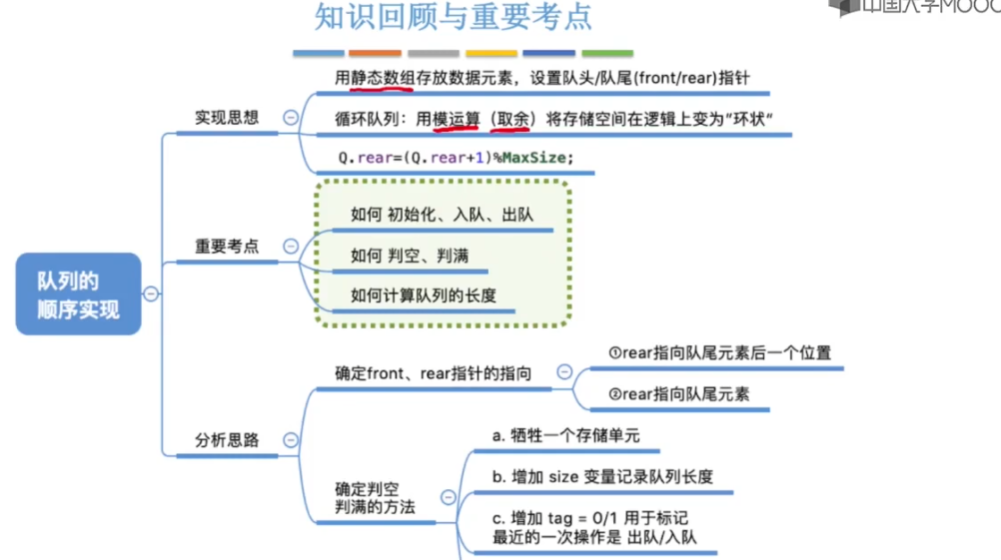 知识回顾与重要考点
中国大学MOOC
用静态数组存放数据元素，设置队头/队尾(front/rear)指针
实现思想
循环队列：用模运算（取余）将存储空间在逻辑上变为"环状"
Q.rear=(Q.rear+1)%MaxSize;
如何 初始化、入队、出队
重要考点
如何 判空、判满
如何计算队列的长度
队列的
顺序实现
确定front、rear指针的指向
①rear指向队尾元素后一个位置
②rear指向队尾元素
分析思路
a. 牺牲一个存储单元
确定判空
判满的方法
b. 增加 size 变量记录队列长度
c. 增加 tag = 0/1 用于标记
最近的一次操作是 出队/入队